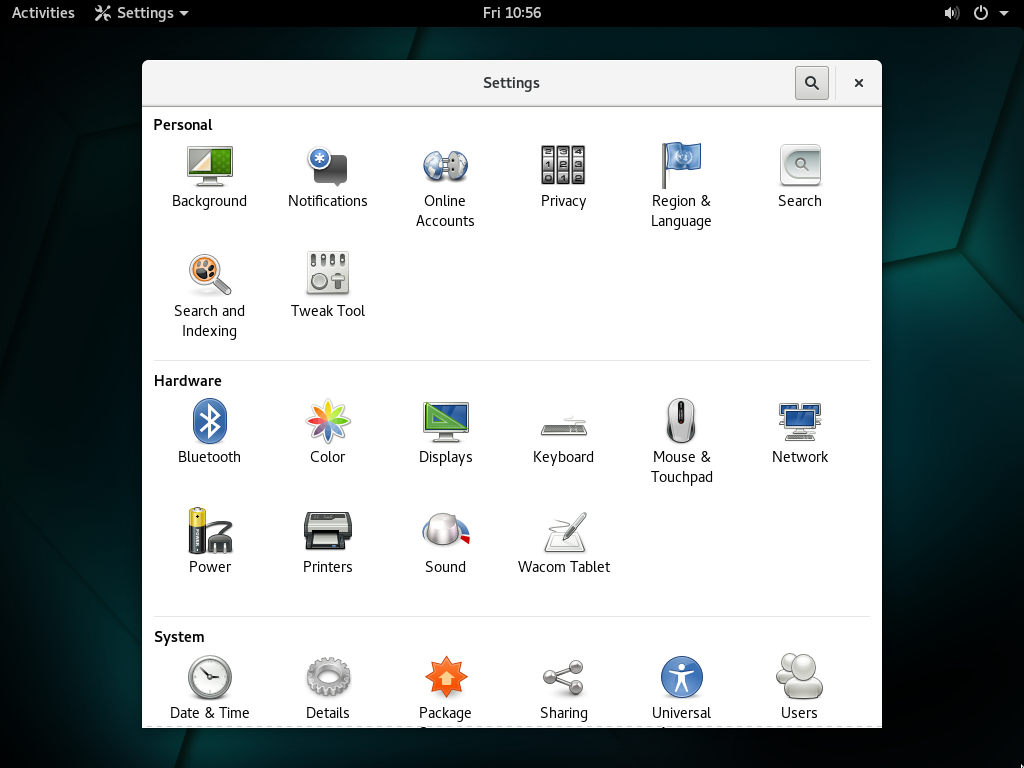 Activities Settings Fri 10:56
Settings
Personal
Background Notifications Online Accounts Privacy Region & Language Search
Search and Indexing Tweak Tool
Hardware
Bluetooth Color Displays Keyboard Mouse & Touchpad Network
Power Printers Sound Wacom Tablet
System
Date & Time Details Package Sharing Universal Users